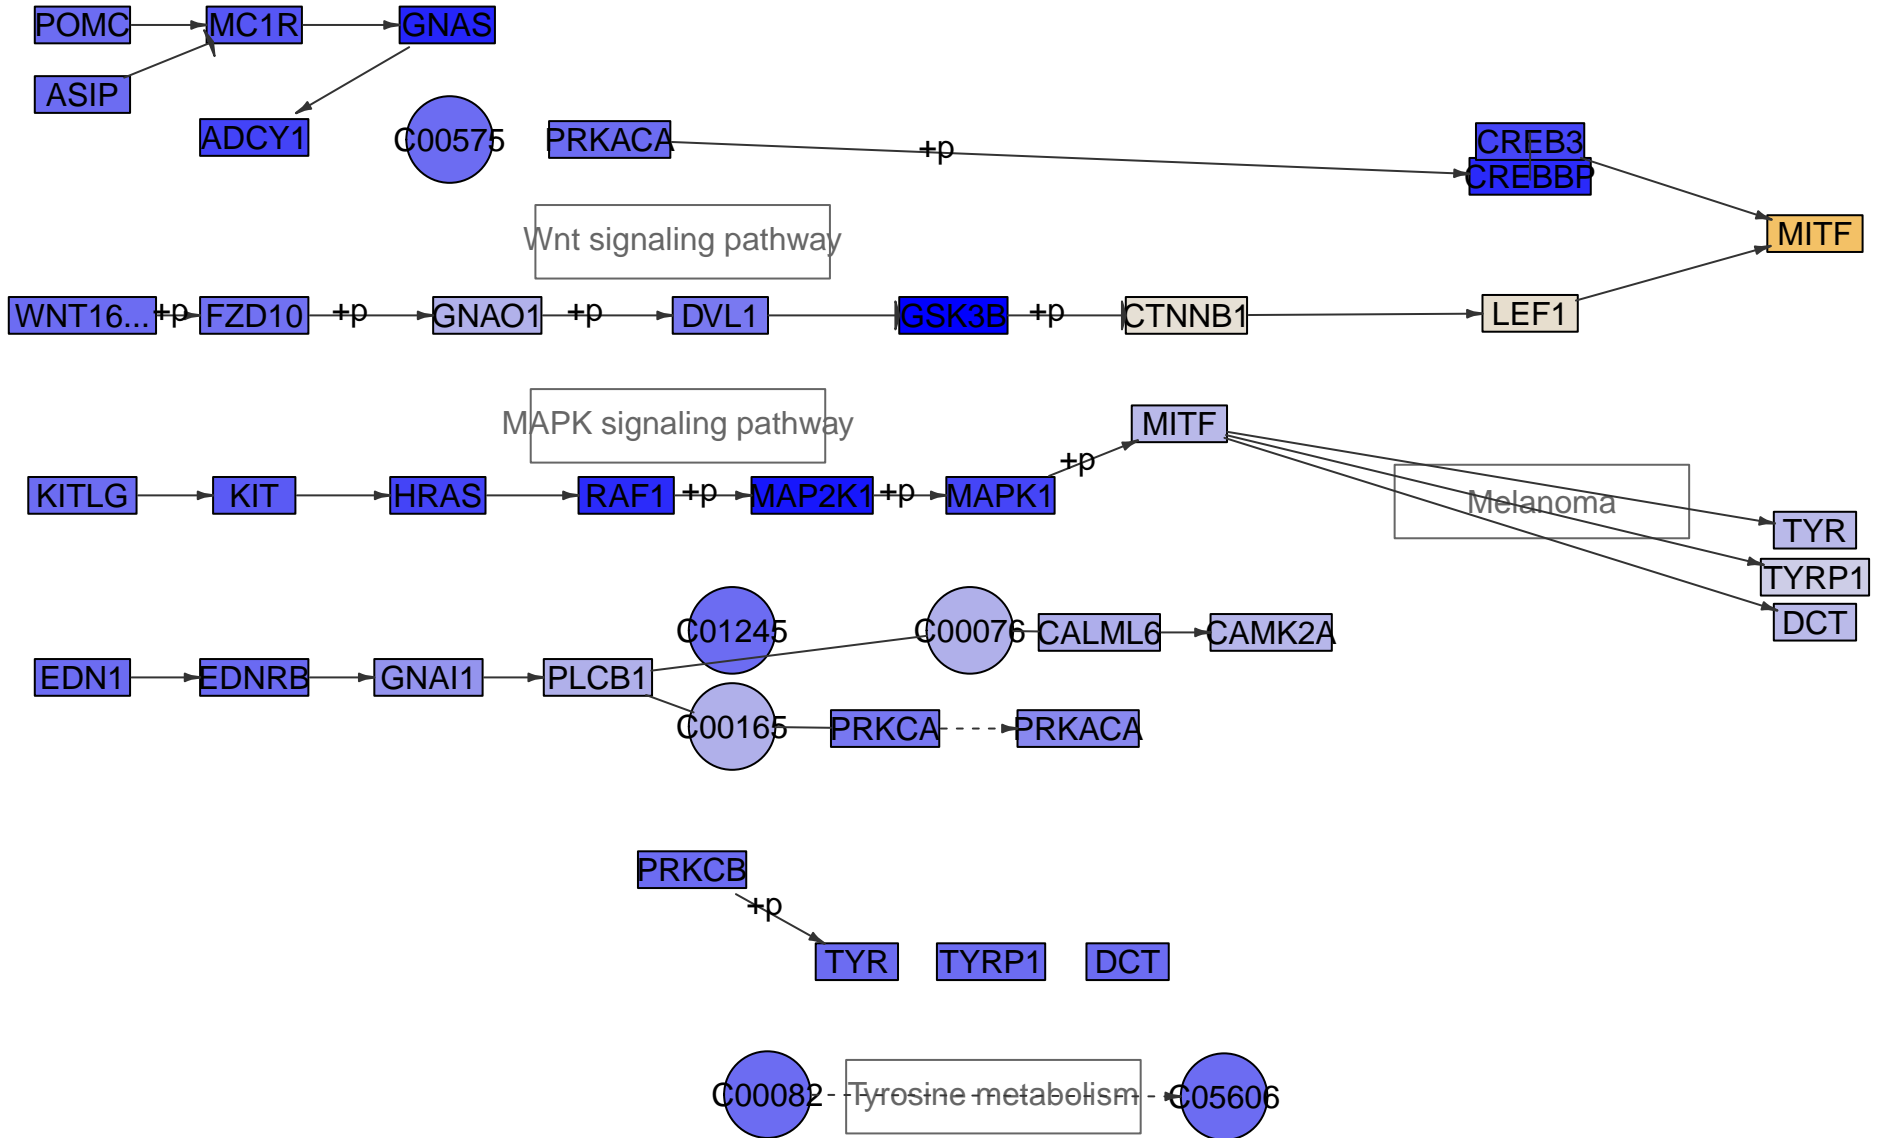 POMC
MC1R
GNAS
ASIP
ADCY1
C00575
PRKACA
+p
CREB3
CREBBP
Wnt signaling pathway
MITF
WNT16...
+p
FZD10
+p
GNAO1
+p
DVL1
GSK3B
+p
CTNNB1
LEF1
MAPK signaling pathway
MITF
+p
KITLG
KIT
HRAS
RAF1
+p
MAP2K1
+p
MAPK1
Melanoma
TYR
TYRP1
DCT
C01245
C00076
CALML6
CAMK2A
EDN1
EDNRB
GNAI1
PLCB1
C00165
PRKCA
PRKACA
PRKCB
+p
TYR
TYRP1
DCT
C00082
Tyrosine metabolism
C05606